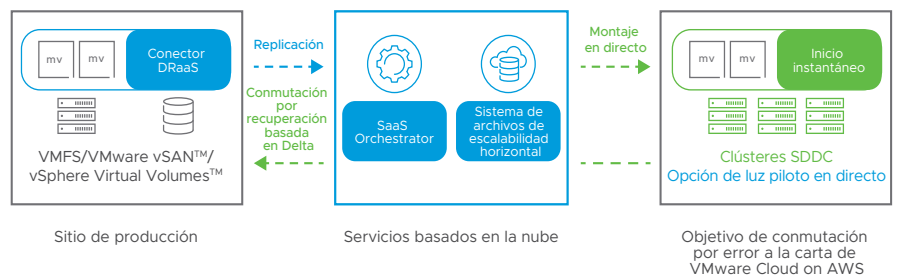 mv
mv
Conector
DRaaS
VMFS/VMware vSAN™/
vSphere Virtual Volumes™
Sitio de producción
Replicación
Conmutación
por
recuperación
basada
en Delta
SaaS
Orchestrator
Sistema de
archivos de
escalabilidad
horizontal
Servicios basados en la nube
Montaje
en directo
mv
mv
Inicio
instantáneo
Clústeres SDDC
Opción de luz piloto en directo
Objetivo de conmutación
por error a la carta de
VMware Cloud on AWS